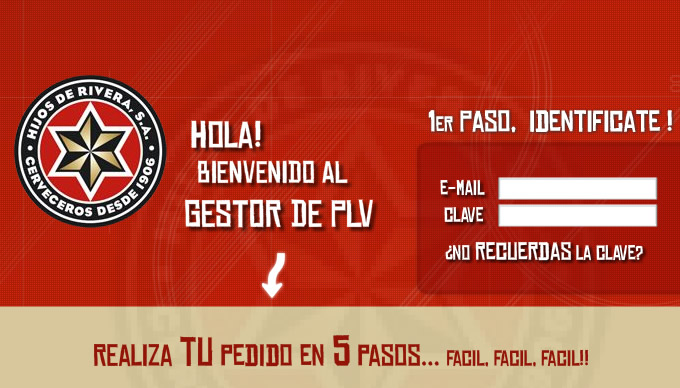 HIJOS DE RIVERA, S.A.
CERVECEROS DESDE 1906
HOLA!
BIENVENIDO AL
GESTOR DE PLV
1ER PASO, IDENTIFICATE !
E-MAIL
CLAVE
¿NO RECUERDAS LA CLAVE?
REALIZA TU PEDIDO EN 5 PASOS... FACIL, FACIL, FACIL!!